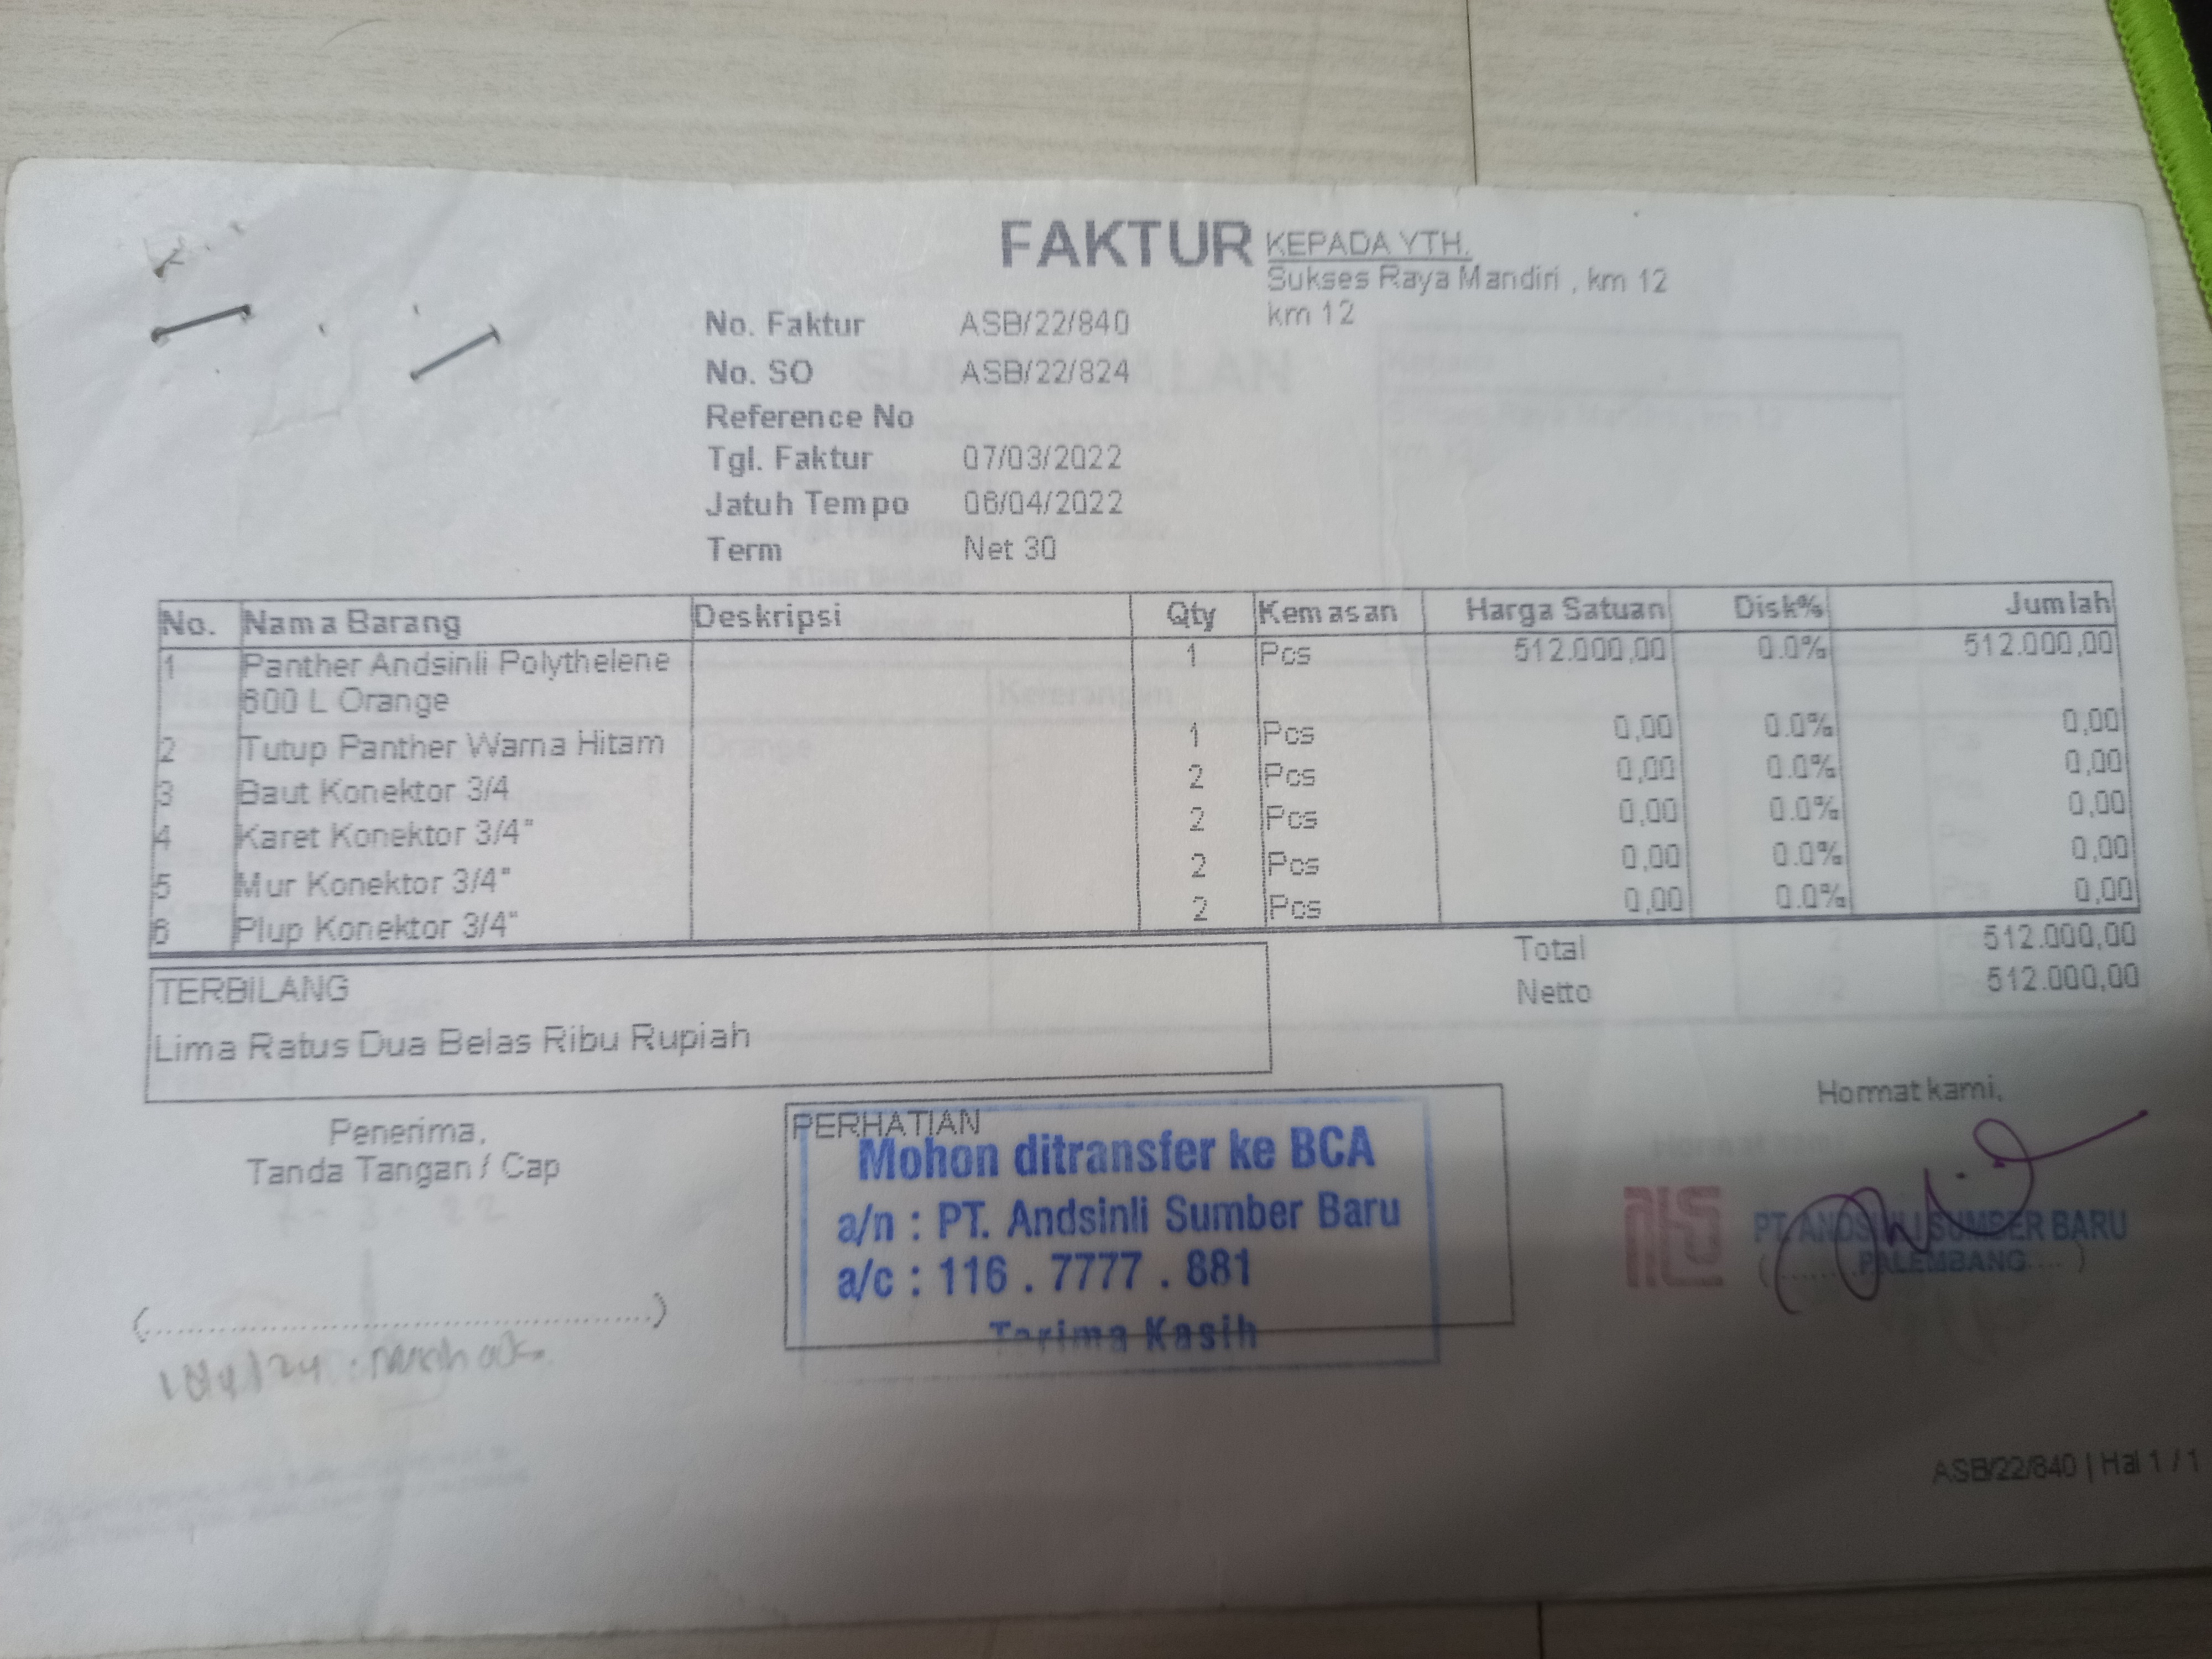 FAKTUR
KEPADA YTH.
Sukses Raya Mandiri , km 12
km 12
No. Faktur ASB/22/840
No. SO ASB/22/824
Reference No
Tgl. Faktur 07/03/2022
Jatuh Tempo 06/04/2022
Term Net 30
No. Nama Barang Deskripsi Qty Kemasan Harga Satuan Disk% Jumlah
1 Panther Andsinli Polythelene 1 Pcs 512.000,00 0.0% 512.000,00
600 L Orange
2 Tutup Panther Warna Hitam 1 Pcs 0,00 0.0% 0,00
3 Baut Konektor 3/4 2 Pcs 0,00 0.0% 0,00
4 Karet Konektor 3/4" 2 Pcs 0,00 0.0% 0,00
5 Mur Konektor 3/4" 2 Pcs 0,00 0.0% 0,00
6 Plup Konektor 3/4" 2 Pcs 0,00 0.0% 0,00
Total 512.000,00
Netto 512.000,00
TERBILANG
Lima Ratus Dua Belas Ribu Rupiah
Penerima,
Tanda Tangan / Cap
PERHATIAN
Mohon ditransfer ke BCA
a/n : PT. Andsinli Sumber Baru
a/c : 116 . 7777 . 881
Terima Kasih
Hormat kami,
PT. ANDSINLI SUMBER BARU
PALEMBANG
ASB/22/840 | Hal 1 / 1